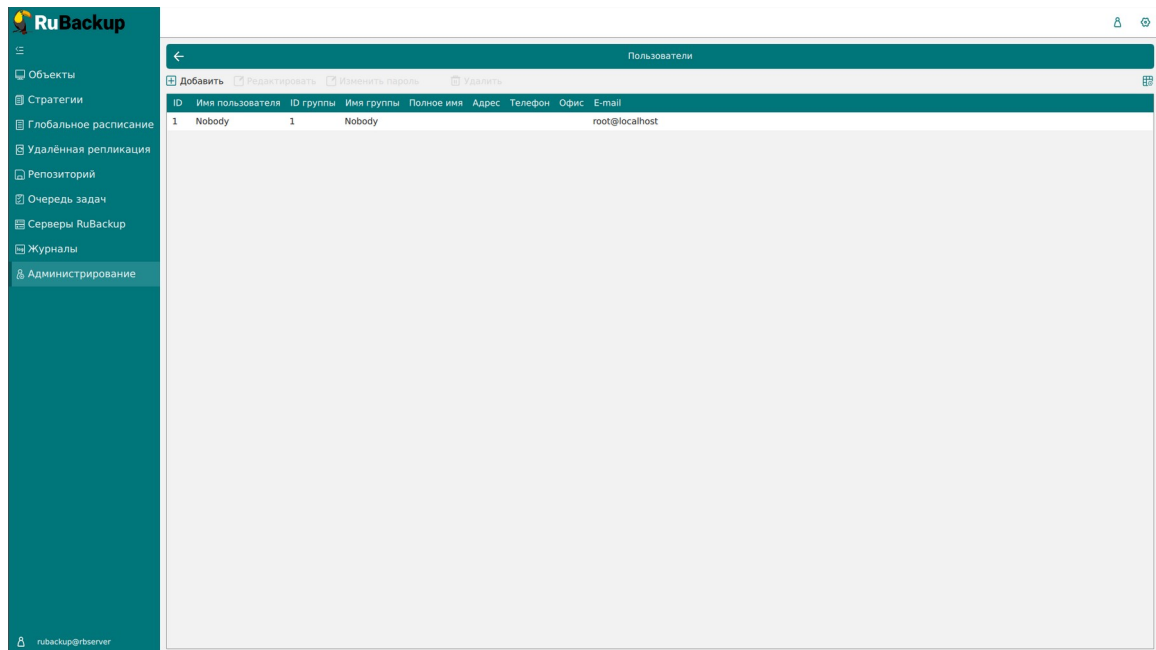 RuBackup
Пользователи
Объекты
Добавить Редактировать Изменить пароль Удалить
Стратегии
ID Имя пользователя ID группы Имя группы Полное имя Адрес Телефон Офис E-mail
Глобальное расписание
1 Nobody 1 Nobody root@localhost
Удалённая репликация
Репозиторий
Очередь задач
Серверы RuBackup
Журналы
Администрирование
rubackup@rbserver